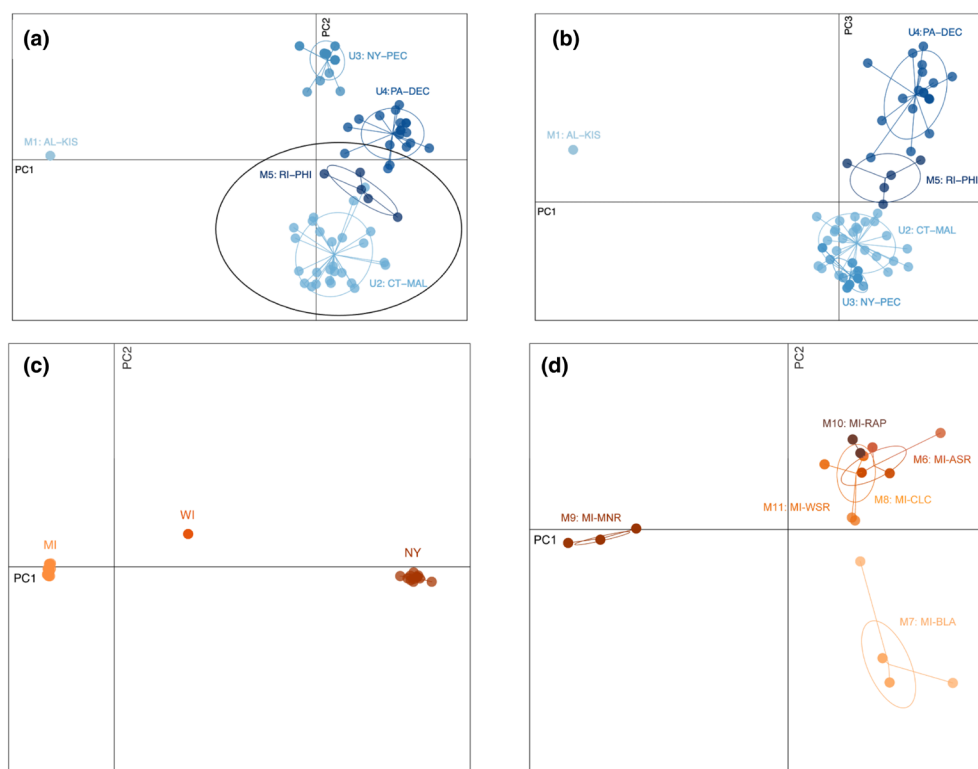 (a)
PC2
U3: NY–PEC
U4:PA–DEC
M1: AL–KIS
PC1
M5: RI–PHI
U2: CT–MAL
(b)
PC3
U4:PA–DEC
M1: AL–KIS
M5: RI–PHI
PC1
U2: CT–MAL
U3: NY–PEC
(c)
PC2
WI
MI
NY
PC1
(d)
PC2
M10: MI-RAP
M6: MI-ASR
M8: MI-CLC
M11: MI-WSR
M9: MI-MNR
PC1
M7: MI-BLA